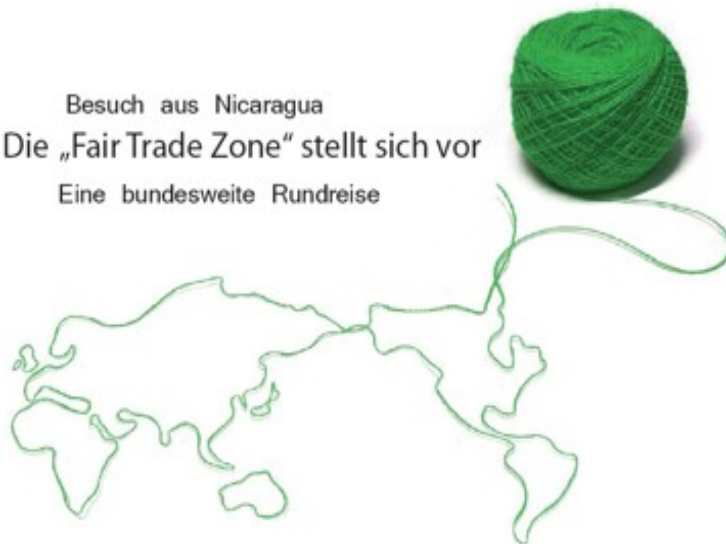 Besuch aus Nicaragua
Die „Fair Trade Zone“ stellt sich vor
Eine bundesweite Rundreise